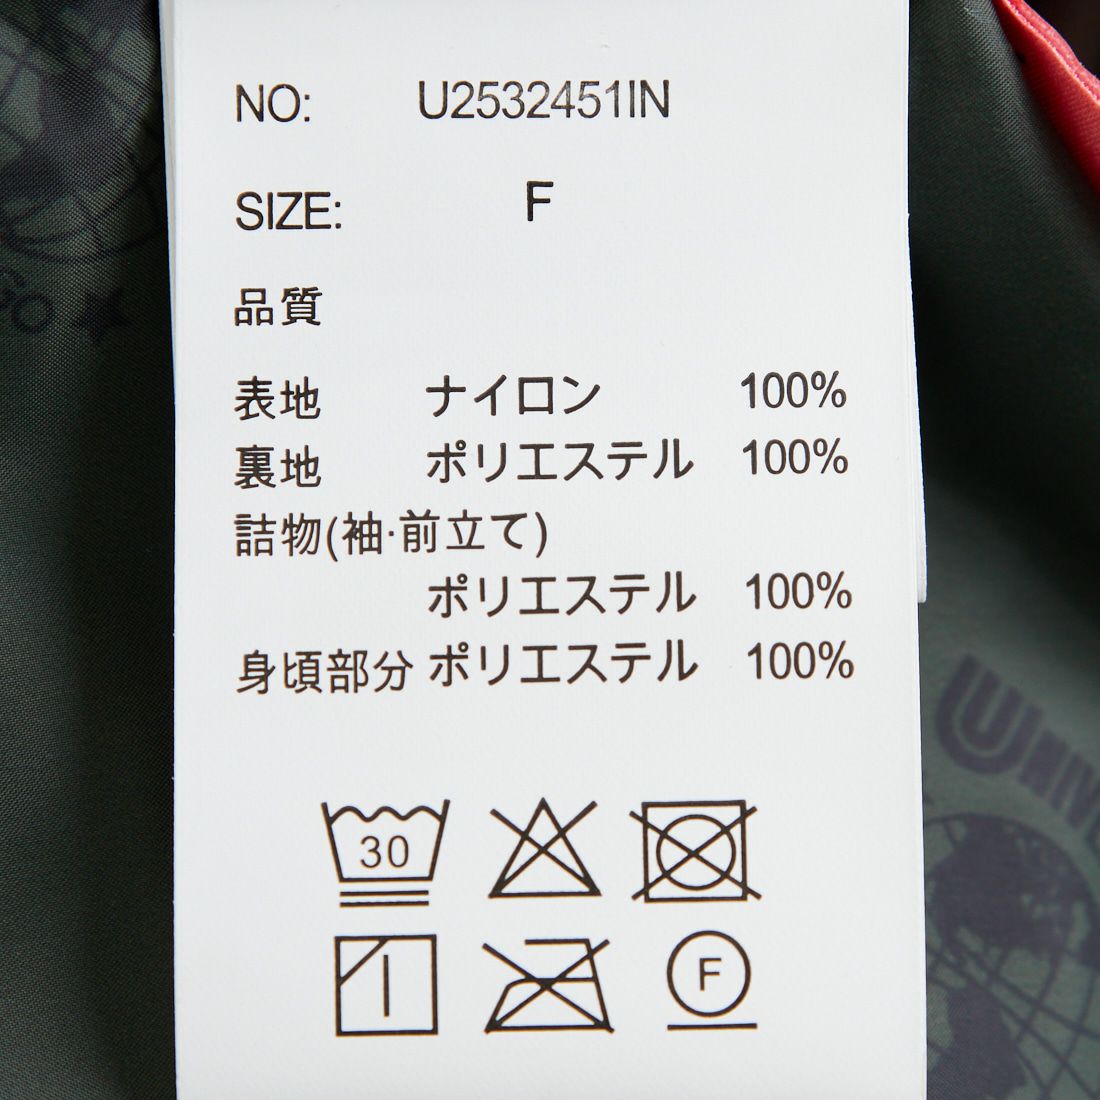 NO: U2532451IN
SIZE: F
品質
表地 ナイロン 100%
裏地 ポリエステル 100%
詰物(袖·前立て)
ポリエステル 100%
身頃部分 ポリエステル 100%
30
F
GO